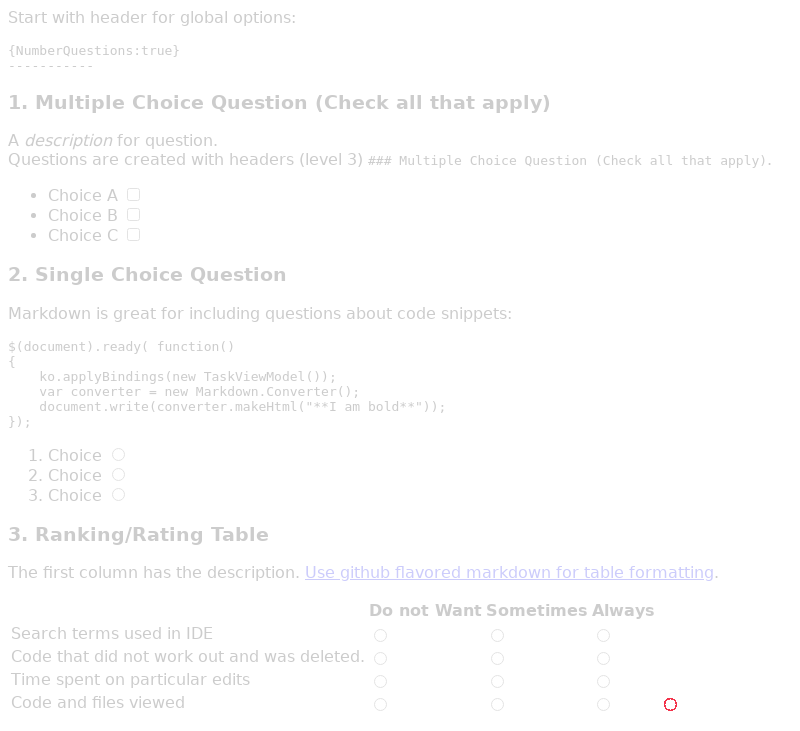 Start with header for global options:
{NumberQuestions:true}
-----------
1. Multiple Choice Question (Check all that apply)
A description for question.
Questions are created with headers (level 3) ### Multiple Choice Question (Check all that apply).
Choice A
Choice B
Choice C
2. Single Choice Question
Markdown is great for including questions about code snippets:
$(document).ready( function()
{
    ko.applyBindings(new TaskViewModel());
    var converter = new Markdown.Converter();
    document.write(converter.makeHtml("**I am bold**"));
});
1. Choice
2. Choice
3. Choice
3. Ranking/Rating Table
The first column has the description. Use github flavored markdown for table formatting.
Do not Want Sometimes Always
Search terms used in IDE
Code that did not work out and was deleted.
Time spent on particular edits
Code and files viewed